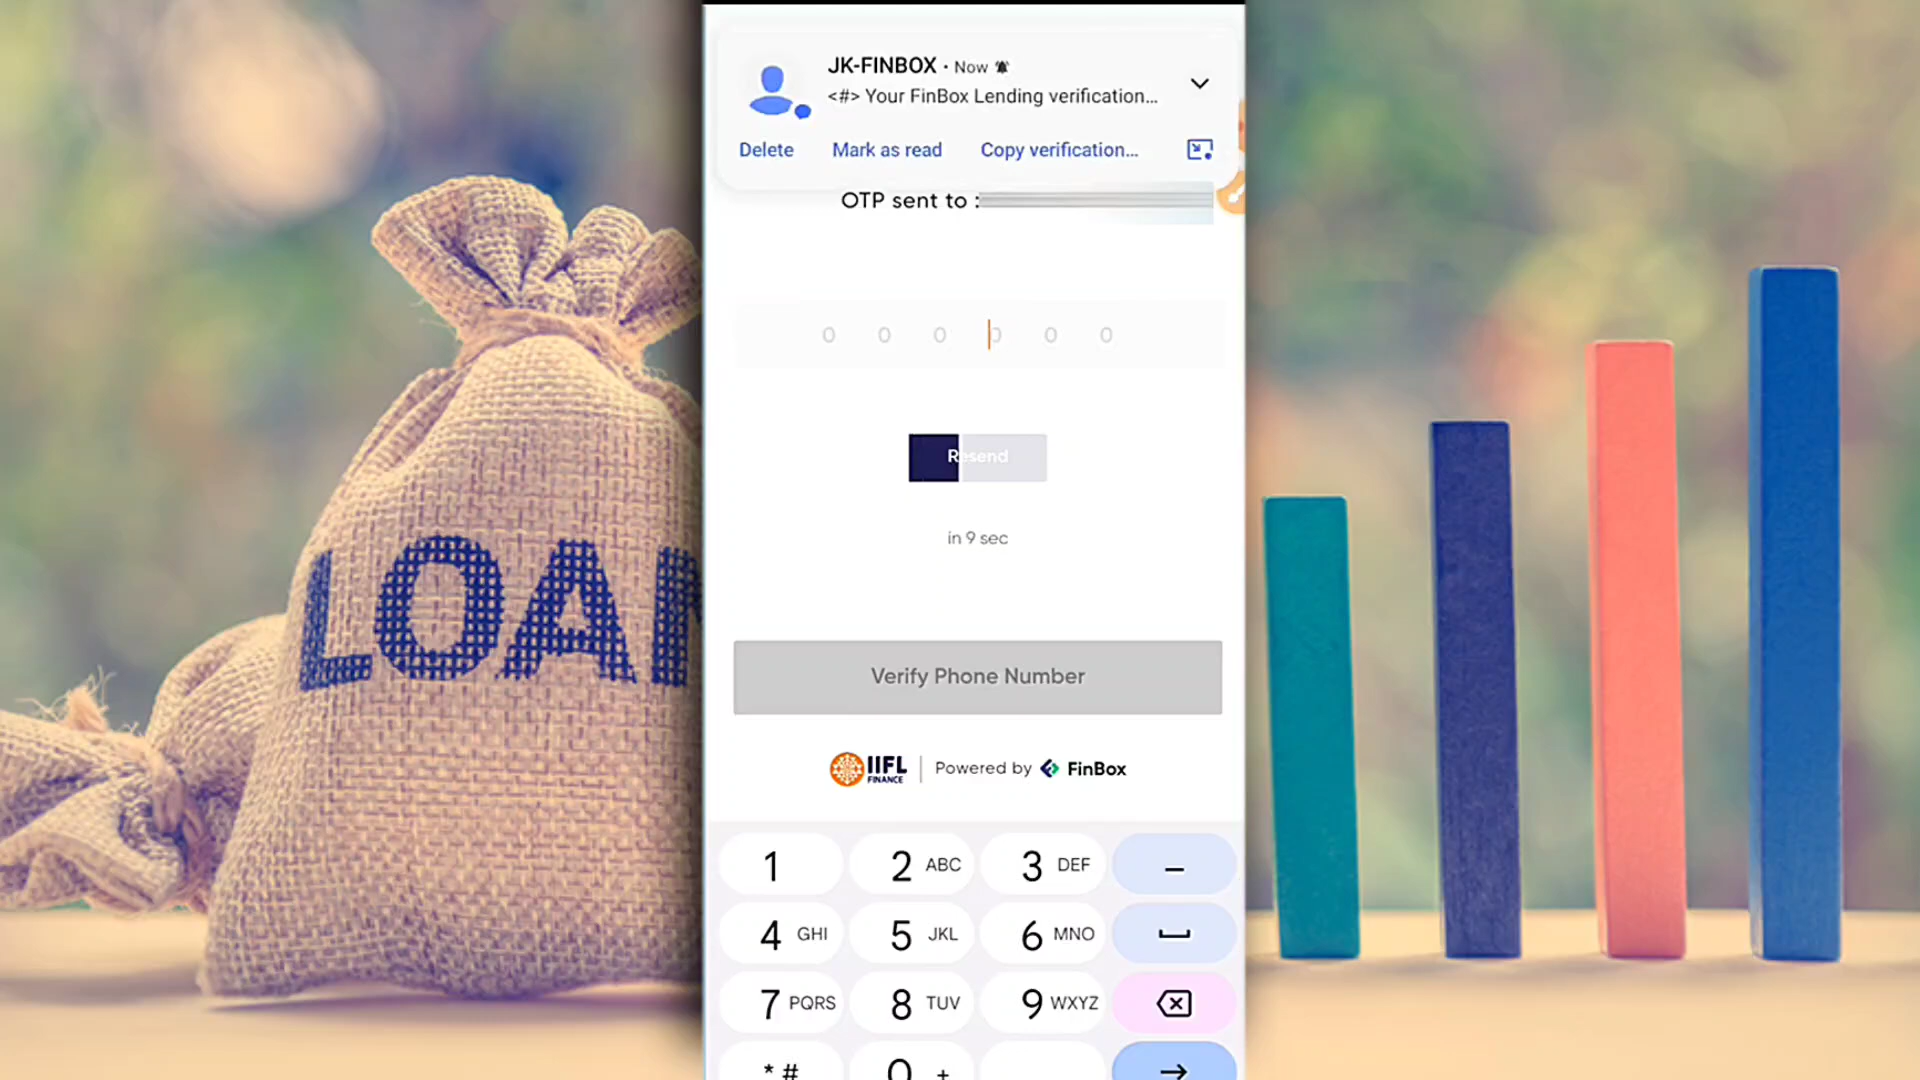 JK-FINBOX · Now
<#> Your FinBox Lending verification...
Delete Mark as read Copy verification...
OTP sent to :
0 0 0 0 0 0
Resend
in 9 sec
Verify Phone Number
IIFL FINANCE | Powered by FinBox
1 2 ABC 3 DEF –
4 GHI 5 JKL 6 MNO
7 PQRS 8 TUV 9 WXYZ
* # 0 +
LOAN